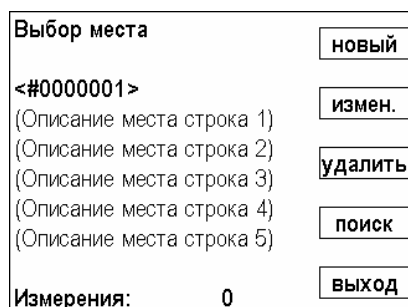 Выбор места
<#0000001>
(Описание места строка 1)
(Описание места строка 2)
(Описание места строка 3)
(Описание места строка 4)
(Описание места строка 5)
Измерения: 0
новый
измен.
удалить
поиск
выход